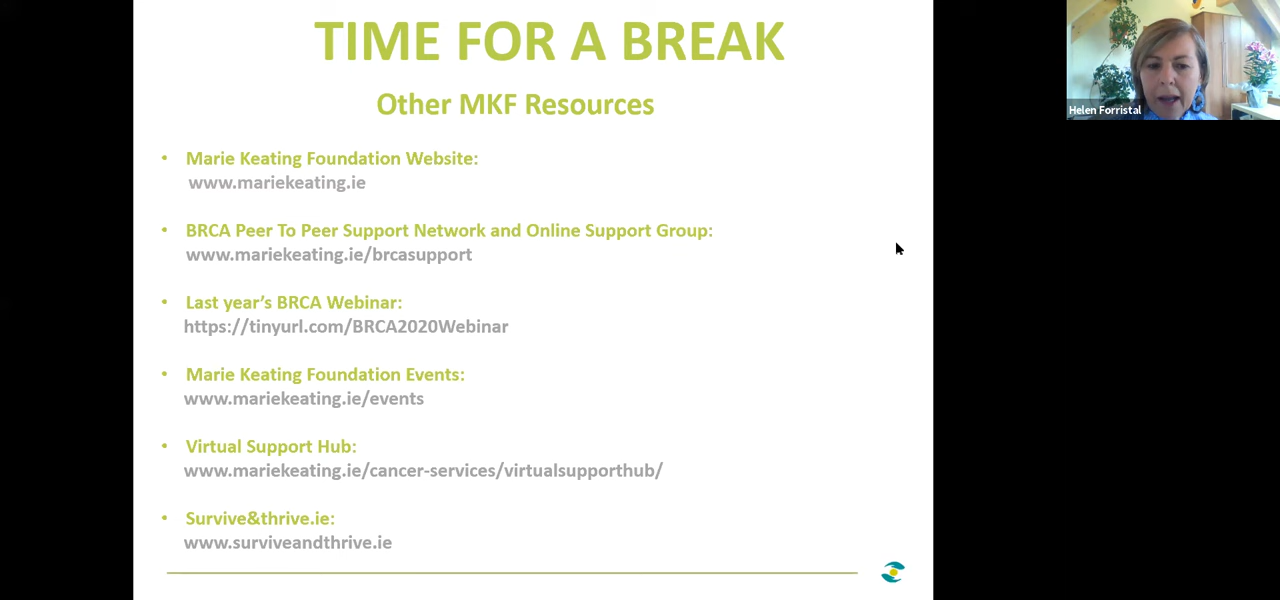 TIME FOR A BREAK
Other MKF Resources
• Marie Keating Foundation Website:
www.mariekeating.ie
• BRCA Peer To Peer Support Network and Online Support Group:
www.mariekeating.ie/brcasupport
• Last year's BRCA Webinar:
https://tinyurl.com/BRCA2020Webinar
• Marie Keating Foundation Events:
www.mariekeating.ie/events
• Virtual Support Hub:
www.mariekeating.ie/cancer-services/virtualsupporthub/
• Survive&thrive.ie:
www.surviveandthrive.ie
Helen Forristal